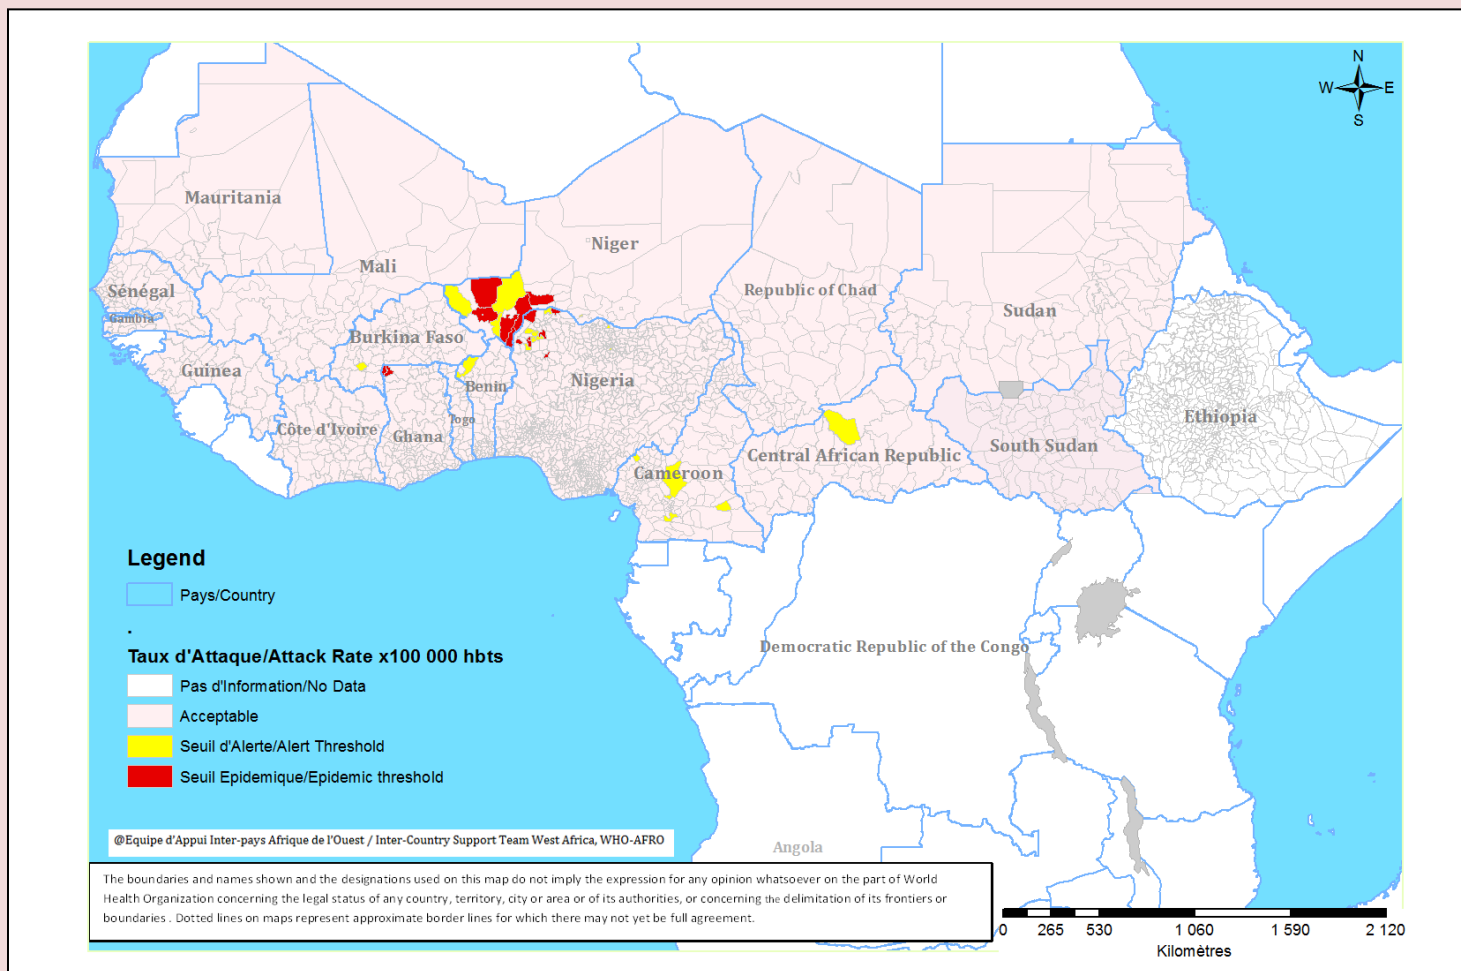 N
W E
S
Mauritania
Niger
Mali
Sénégal
Gambia
Republic of Chad
Sudan
Burkina Faso
Guinea
Nigeria
Benin
Togo
Côte d'Ivoire
Ghana
Ethiopia
South Sudan
Central African Republic
Cameroon
Democratic Republic of the Congo
Angola
Legend
Pays/Country
.
Taux d'Attaque/Attack Rate x100 000 hbts
Pas d'Information/No Data
Acceptable
Seuil d'Alerte/Alert Threshold
Seuil Epidemique/Epidemic threshold
@Equipe d'Appui Inter-pays Afrique de l'Ouest / Inter-Country Support Team West Africa, WHO-AFRO
The boundaries and names shown and the designations used on this map do not imply the expression for any opinion whatsoever on the part of World
Health Organization concerning the legal status of any country, territory, city or area or of its authorities, or concerning the delimitation of its frontiers or
boundaries . Dotted lines on maps represent approximate border lines for which there may not yet be full agreement.
0 265 530 1 060 1 590 2 120
Kilomètres